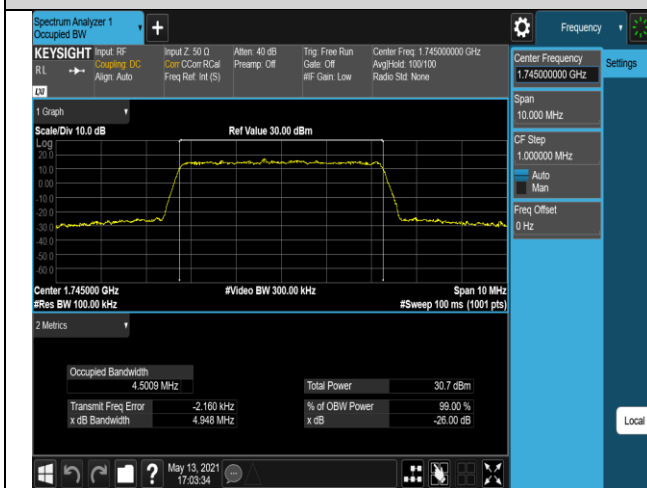 Spectrum Analyzer 1
Occupied BW
Frequency
KEYSIGHT
RL
LXI
Input: RF
Coupling: DC
Align: Auto
Input Z: 50 Ω
Corr CCorr RCal
Freq Ref: Int (S)
Atten: 40 dB
Preamp: Off
Trig: Free Run
Gate: Off
#IF Gain: Low
Center Freq: 1.745000000 GHz
Avg|Hold: 100/100
Radio Std: None
Center Frequency
1.745000000 GHz
Settings
Span
10.000 MHz
CF Step
1.000000 MHz
Auto
Man
Freq Offset
0 Hz
Local
1 Graph
Scale/Div 10.0 dB
Ref Value 30.00 dBm
Log
20.0
10.0
0.00
-10.0
-20.0
-30.0
-40.0
-50.0
-60.0
Center 1.745000 GHz
#Video BW 300.00 kHz
Span 10 MHz
#Res BW 100.00 kHz
#Sweep 100 ms (1001 pts)
2 Metrics
Occupied Bandwidth
4.5009 MHz
Total Power 30.7 dBm
Transmit Freq Error -2.160 kHz
% of OBW Power 99.00 %
x dB Bandwidth 4.948 MHz
x dB -26.00 dB
?
May 13, 2021
17:03:34